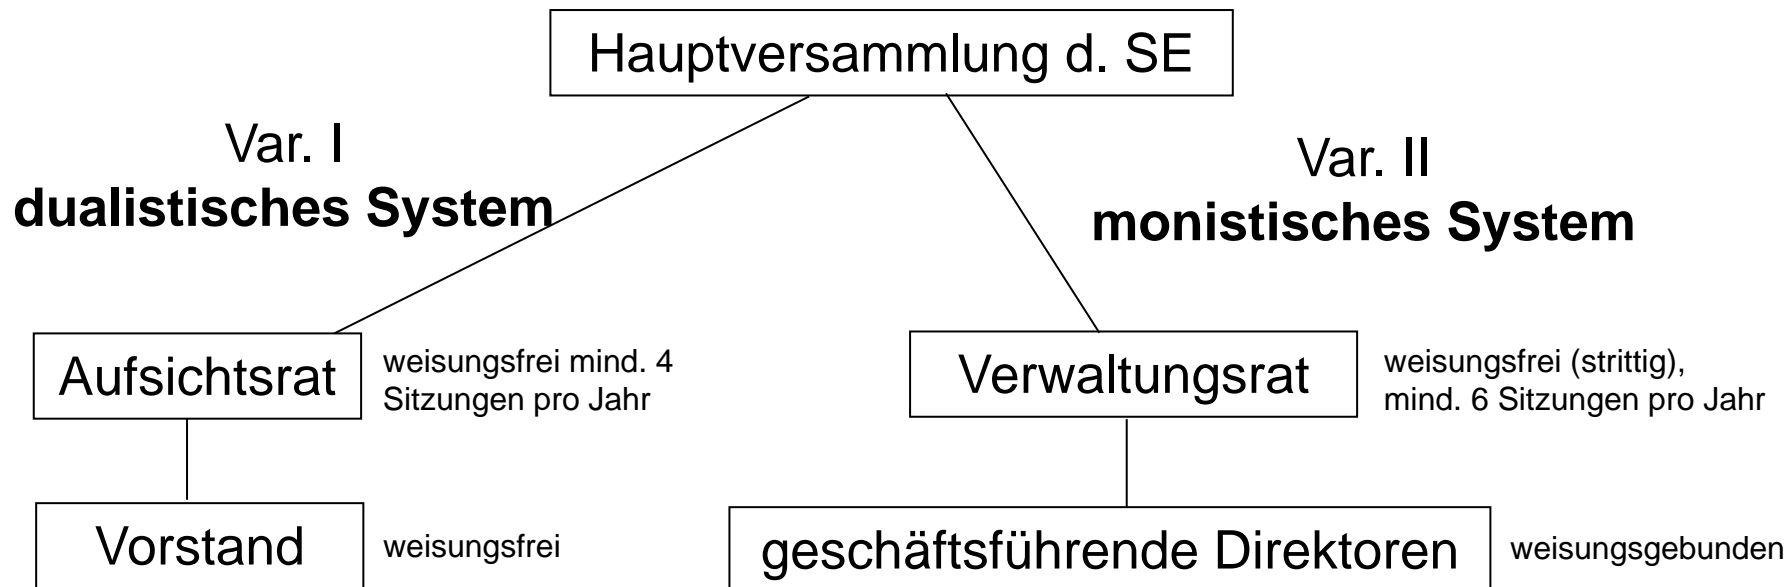 Hauptversammlung d. SE
Var. I
dualistisches System
Var. II
monistisches System
Aufsichtsrat
weisungsfrei mind. 4
Sitzungen pro Jahr
Verwaltungsrat
weisungsfrei (strittig),
mind. 6 Sitzungen pro Jahr
Vorstand
weisungsfrei
geschäftsführende Direktoren
weisungsgebunden